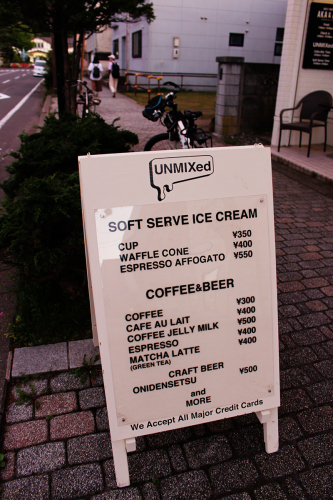 UNMIXed
SOFT SERVE ICE CREAM
CUP ¥350
WAFFLE CONE ¥400
ESPRESSO AFFOGATO ¥550
COFFEE&BEER
COFFEE ¥300
CAFE AU LAIT ¥400
COFFEE JELLY MILK ¥500
ESPRESSO ¥400
MATCHA LATTE ¥400
(GREEN TEA)
CRAFT BEER ¥500
ONIDENSETSU
and
MORE
We Accept All Major Credit Cards
UNMIXed